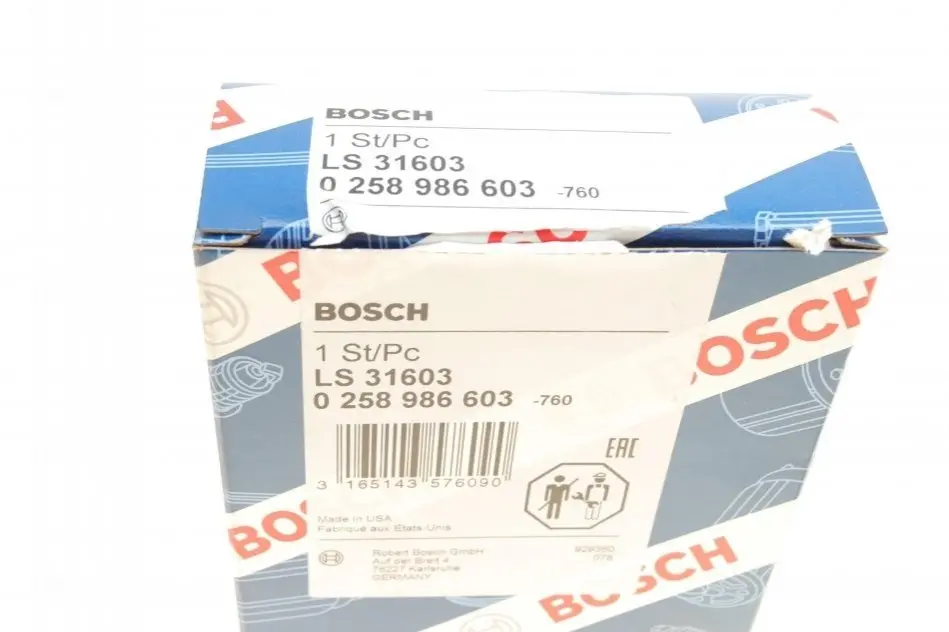 BOSCH
1 St/Pc
LS 31603
0 258 986 603 -760
BOSCH
BOSCH
1 St/Pc
LS 31603
0 258 986 603 -760
BOSCH
EAC
3 165143 576090
Made in USA
Fabriqué aux États-Unis
BOSCH
BOSCH
Robert Bosch GmbH
Auf der Breit 4
76227 Karlsruhe
GERMANY